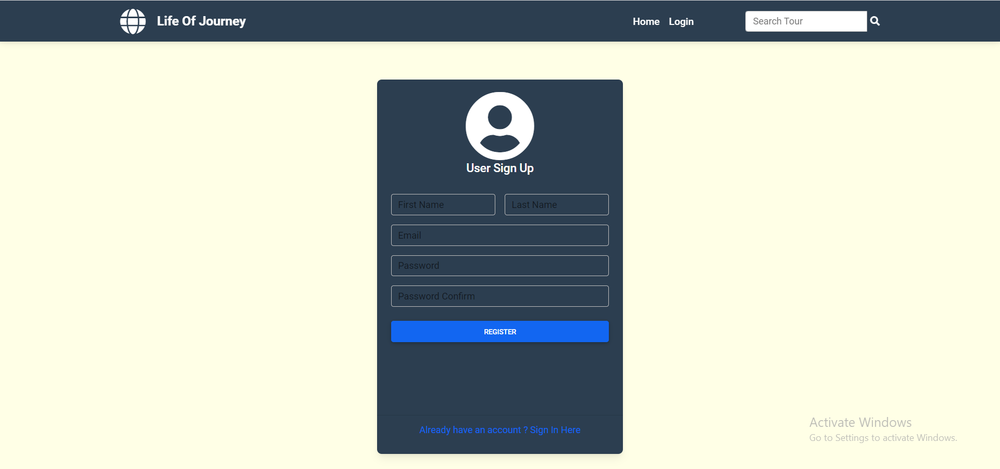 Life Of Journey
Home Login
Search Tour
User Sign Up
First Name
Last Name
Email
Password
Password Confirm
REGISTER
Already have an account ? Sign In Here
Activate Windows
Go to Settings to activate Windows.